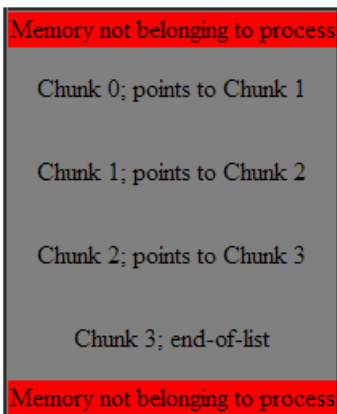 Memory not belonging to process
Chunk 0; points to Chunk 1
Chunk 1; points to Chunk 2
Chunk 2; points to Chunk 3
Chunk 3; end-of-list
Memory not belonging to process